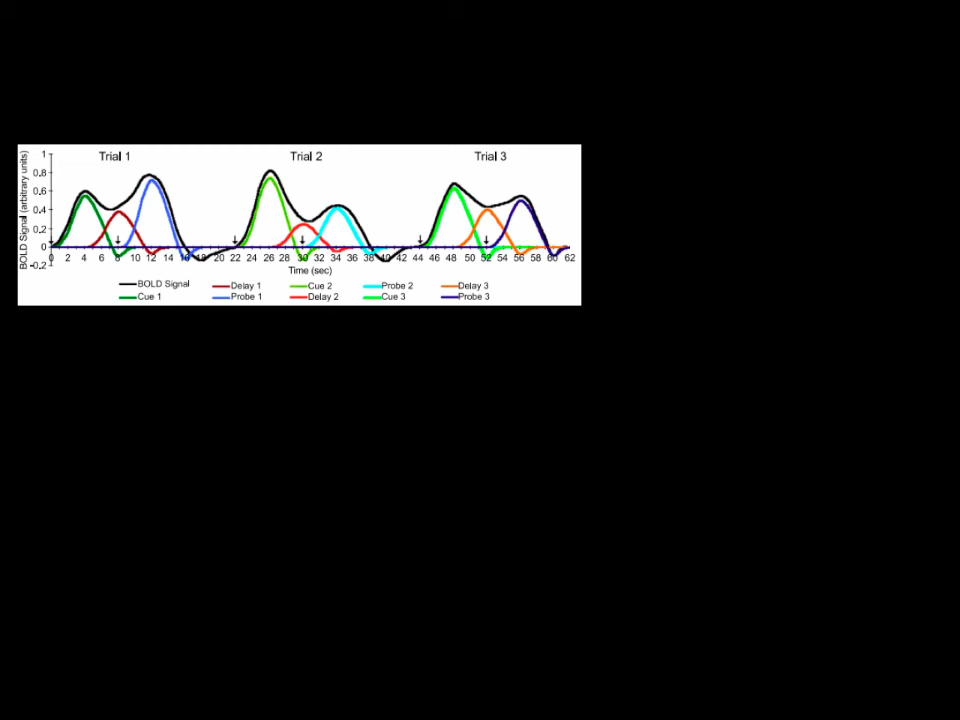 Trial 1 Trial 2 Trial 3
BOLD Signal (arbitrary units)
1
0,8
0,6
0,4
0,2
0
-0,2
0 2 4 6 8 10 12 14 16 18 20 22 24 26 28 30 32 34 36 38 40 42 44 46 48 50 52 54 56 58 60 62
Time (sec)
BOLD Signal Delay 1 Cue 2 Probe 2 Delay 3
Cue 1 Probe 1 Delay 2 Cue 3 Probe 3